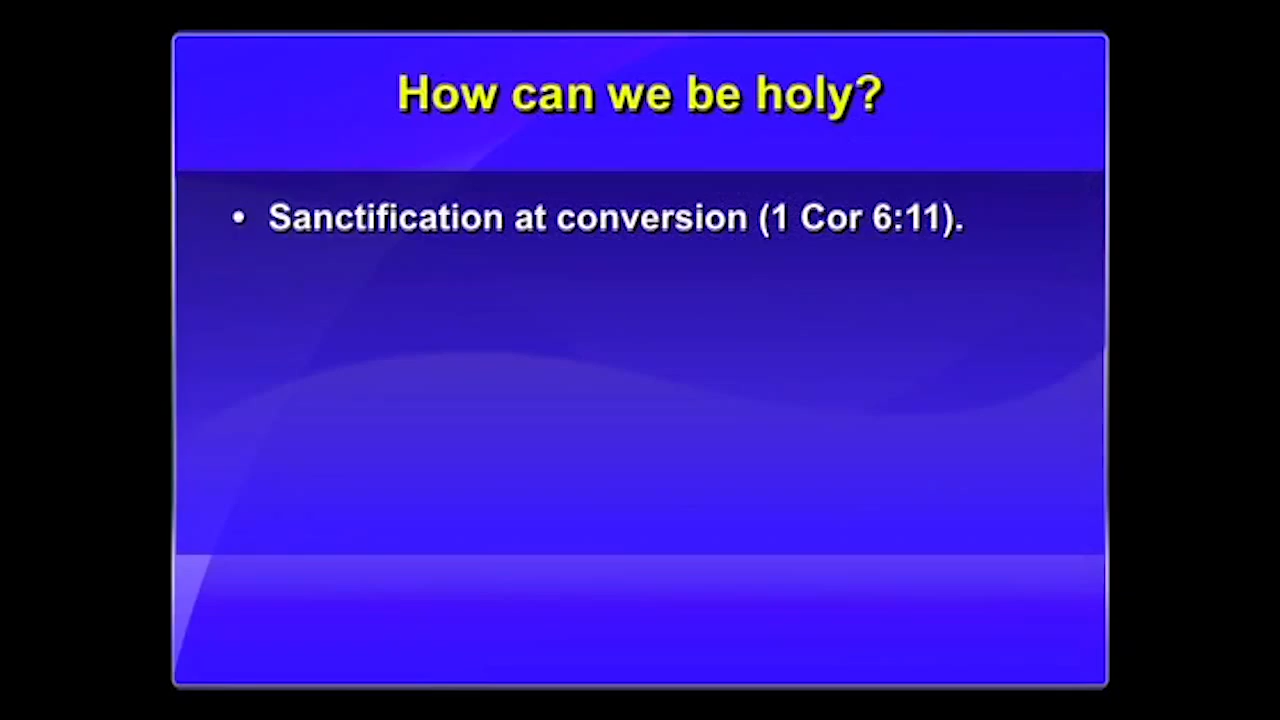 How can we be holy?
• Sanctification at conversion (1 Cor 6:11).